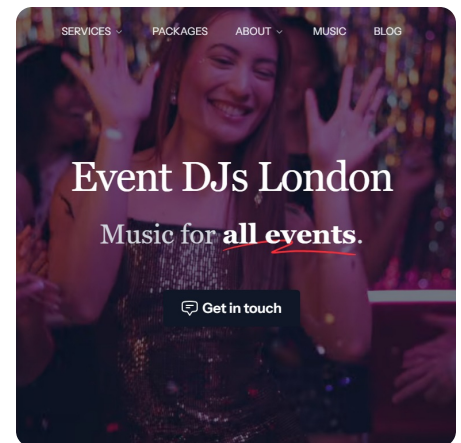 SERVICES PACKAGES ABOUT MUSIC BLOG
Event DJs London
Music for all events.
Get in touch